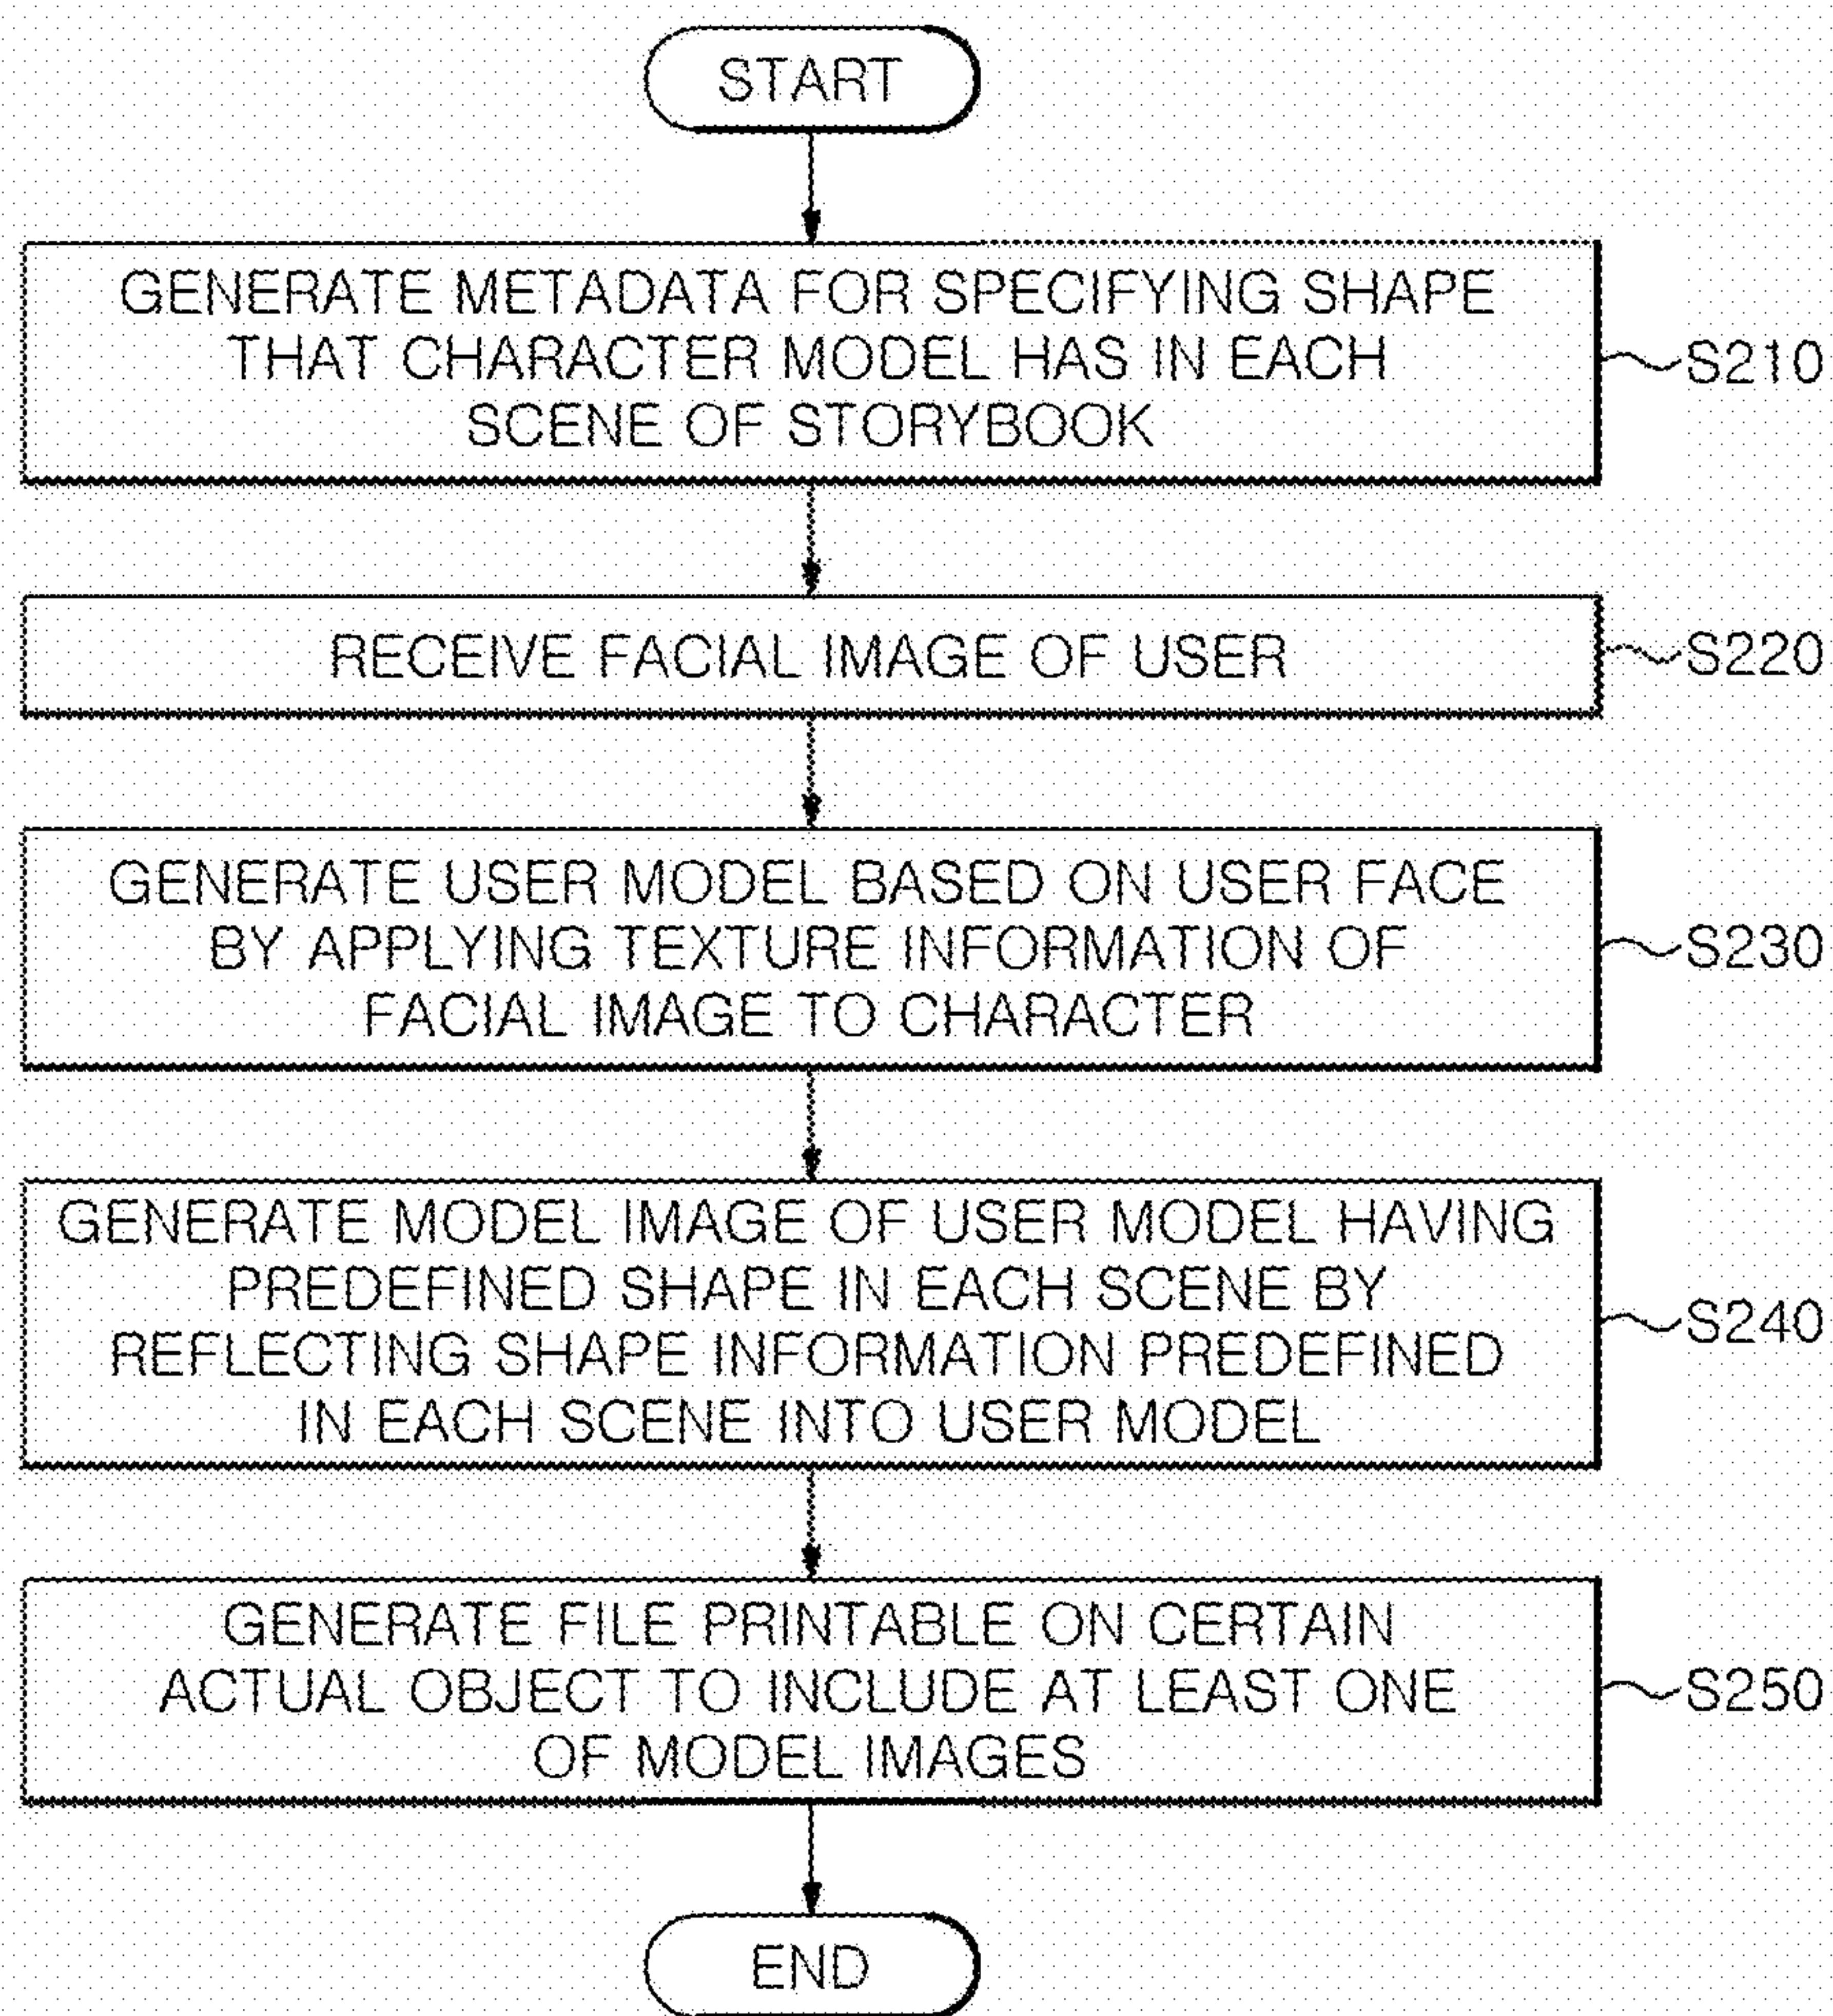 START
GENERATE METADATA FOR SPECIFYING SHAPE
THAT CHARACTER MODEL HAS IN EACH
SCENE OF STORYBOOK
S210
RECEIVE FACIAL IMAGE OF USER
S220
GENERATE USER MODEL BASED ON USER FACE
BY APPLYING TEXTURE INFORMATION OF
FACIAL IMAGE TO CHARACTER
S230
GENERATE MODEL IMAGE OF USER MODEL HAVING
PREDEFINED SHAPE IN EACH SCENE BY
REFLECTING SHAPE INFORMATION PREDEFINED
IN EACH SCENE INTO USER MODEL
S240
GENERATE FILE PRINTABLE ON CERTAIN
ACTUAL OBJECT TO INCLUDE AT LEAST ONE
OF MODEL IMAGES
S250
END